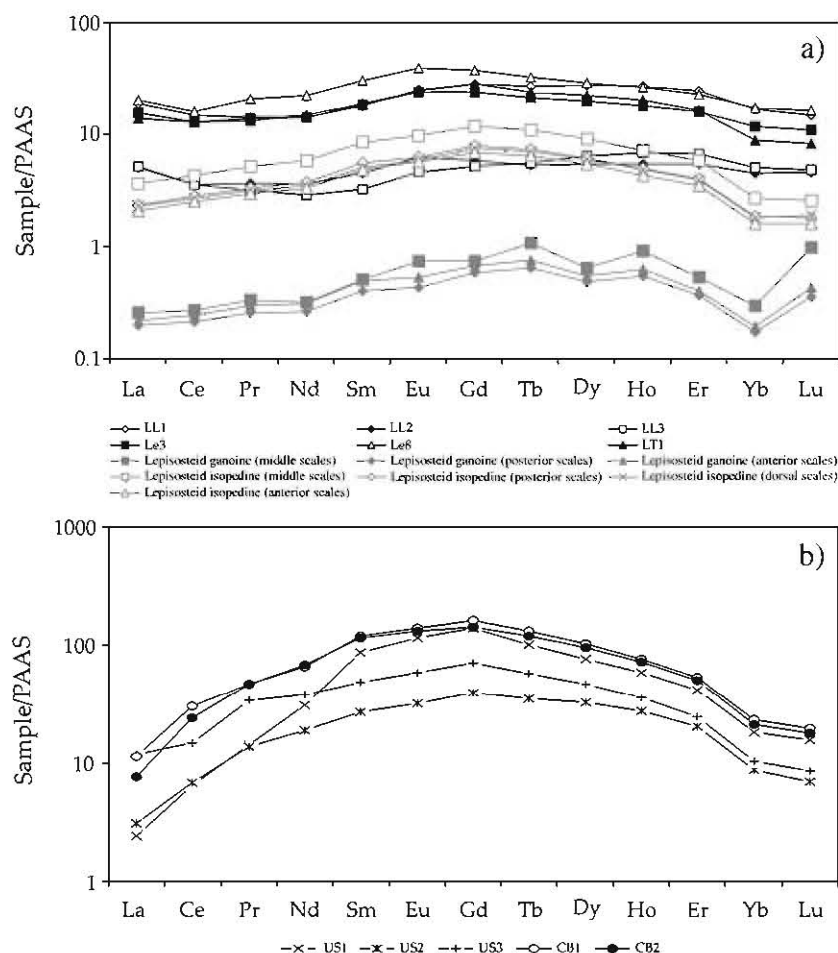 100
a)
10
Sample/PAAS
1
0.1
La Ce Pr Nd Sm Eu Gd Tb Dy Ho Er Yb Lu
LL1 LL2 LL3
Le3 Le8 LT1
Lepisosteid ganoine (middle scales) Lepisosteid ganoine (posterior scales) Lepisosteid ganoine (anterior scales)
Lepisosteid isopedine (middle scales) Lepisosteid isopedine (posterior scales) Lepisosteid isopedine (dorsal scales)
Lepisosteid isopedine (anterior scales)
1000
b)
100
Sample/PAAS
10
1
La Ce Pr Nd Sm Eu Gd Tb Dy Ho Er Yb Lu
US1 US2 US3 CB1 CB2